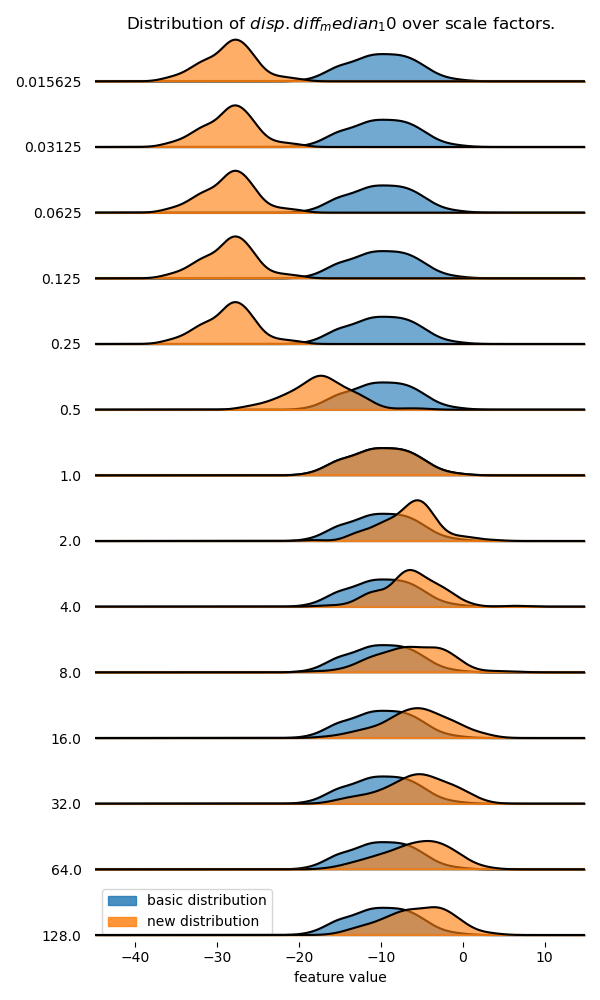 Distribution of disp.diff_median_10 over scale factors.
0.015625
0.03125
0.0625
0.125
0.25
0.5
1.0
2.0
4.0
8.0
16.0
32.0
64.0
128.0
basic distribution
new distribution
−40 −30 −20 −10 0 10
feature value